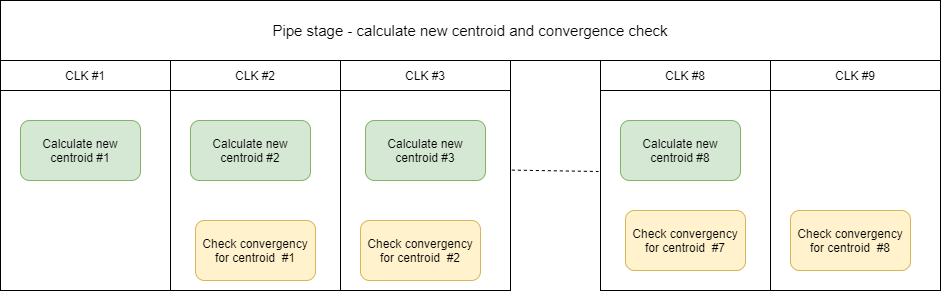 Pipe stage - calculate new centroid and convergence check
CLK #1
CLK #2
CLK #3
CLK #8
CLK #9
Calculate new
centroid #1
Calculate new
centroid #2
Calculate new
centroid #3
Calculate new
centroid #8
Check convergency
for centroid #1
Check convergency
for centroid #2
Check convergency
for centroid #7
Check convergency
for centroid #8